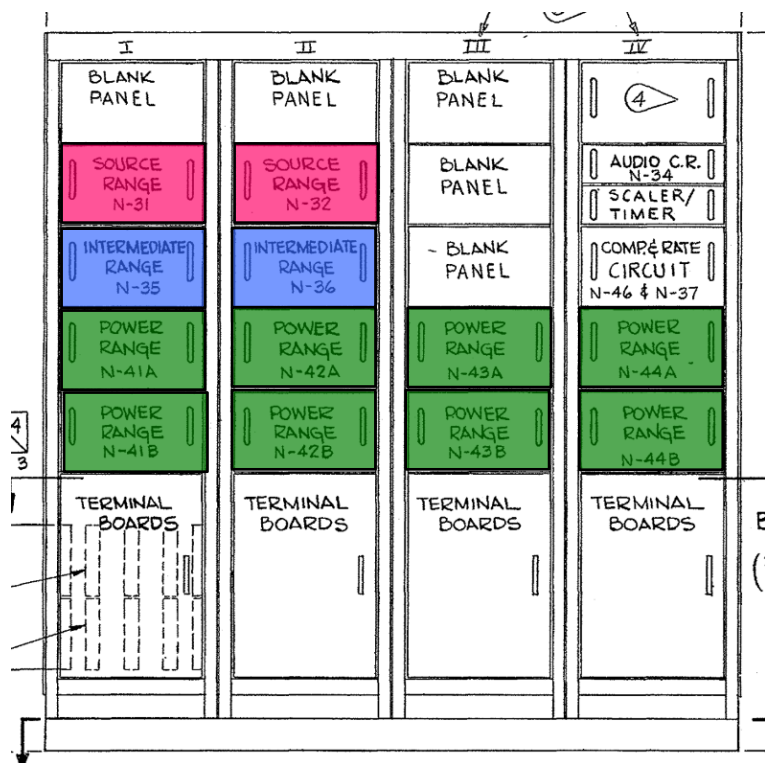 I
II
III
IV
BLANK
PANEL
BLANK
PANEL
BLANK
PANEL
4
SOURCE
RANGE
N-31
SOURCE
RANGE
N-32
BLANK
PANEL
AUDIO C.R.
N-34
SCALER/
TIMER
INTERMEDIATE
RANGE
N-35
INTERMEDIATE
RANGE
N-36
BLANK
PANEL
COMP. & RATE
CIRCUIT
N-46 & N-37
POWER
RANGE
N-41A
POWER
RANGE
N-42A
POWER
RANGE
N-43A
POWER
RANGE
N-44A
POWER
RANGE
N-41B
POWER
RANGE
N-42B
POWER
RANGE
N-43B
POWER
RANGE
N-44B
4
3
TERMINAL
BOARDS
TERMINAL
BOARDS
TERMINAL
BOARDS
TERMINAL
BOARDS